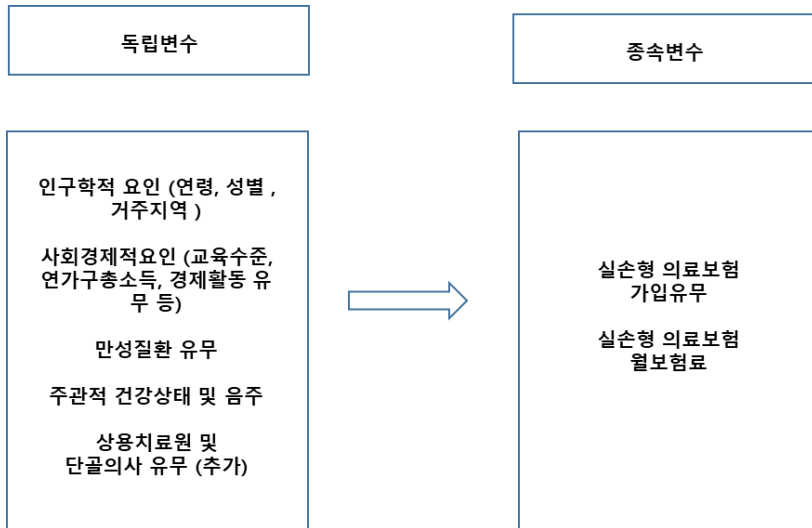 독립변수
종속변수
인구학적 요인 (연령, 성별 ,
거주지역 )
사회경제적요인 (교육수준,
연가구총소득, 경제활동 유
무 등)
만성질환 유무
주관적 건강상태 및 음주
상용치료원 및
단골의사 유무 (추가)
실손형 의료보험
가입유무
실손형 의료보험
월보험료